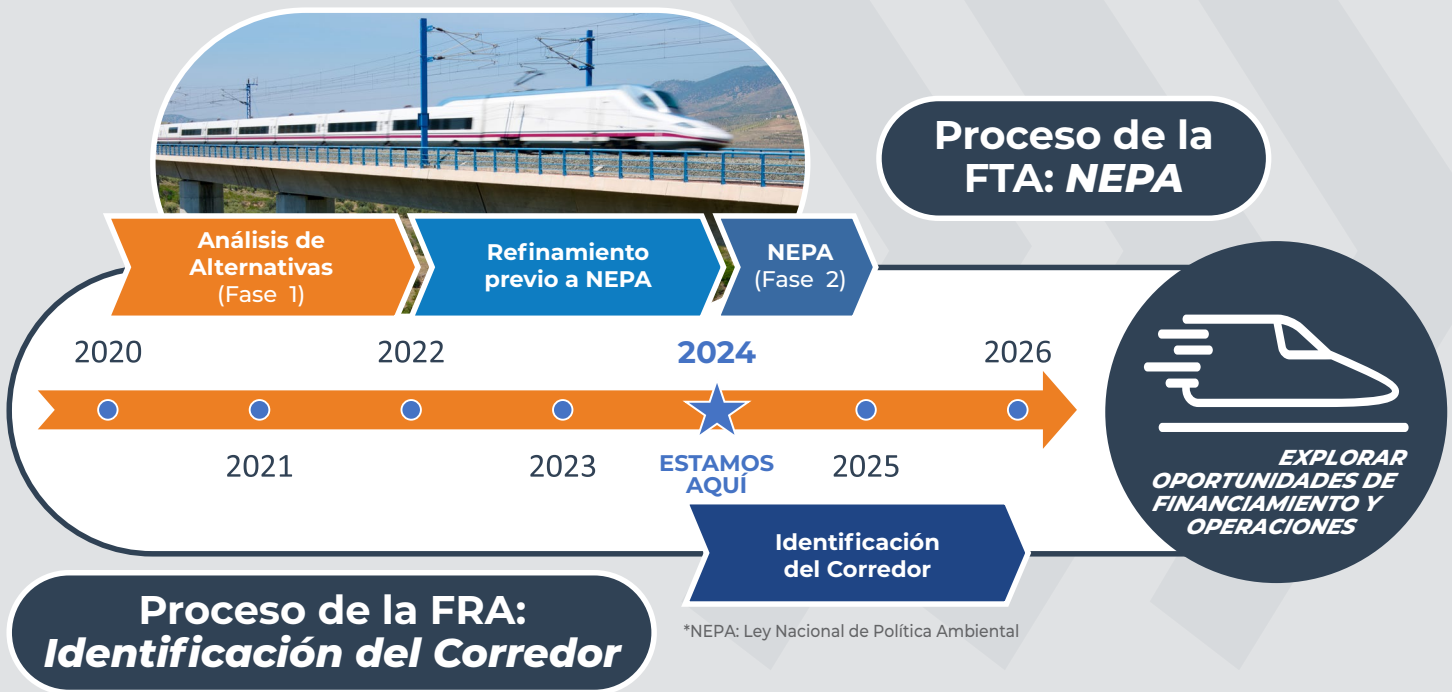 Proceso de la
FTA: NEPA
Análisis de
Alternativas
(Fase 1)
Refinamiento
previo a NEPA
NEPA
(Fase 2)
2020
2022
2024
2026
2021
2023
ESTAMOS
AQUÍ
2025
EXPLORAR
OPORTUNIDADES DE
FINANCIAMIENTO Y
OPERACIONES
Identificación
del Corredor
Proceso de la FRA:
Identificación del Corredor
*NEPA: Ley Nacional de Política Ambiental